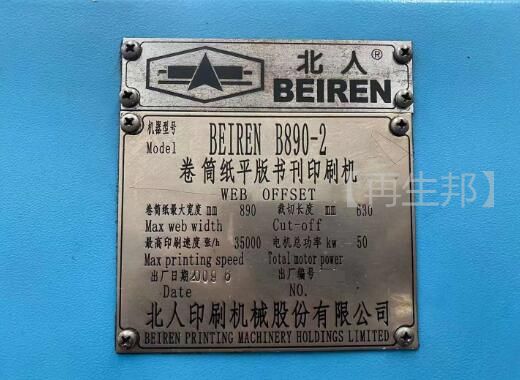 北人®
BEIREN
机器型号
Model
BEIREN B890-2
卷筒纸平版书刊印刷机
WEB OFFSET
卷筒纸最大宽度 mm 890 裁切长度 mm 630
Max web width Cut-off
最高印刷速度 张/h 35000 电机总功率 kw 50
Max printing speed Total motor power
出厂日期 2009 8 出厂编号
Date NO.
北人印刷机械股份有限公司
BEIREN PRINTING MACHINERY HOLDINGS LIMITED
【再生邦】